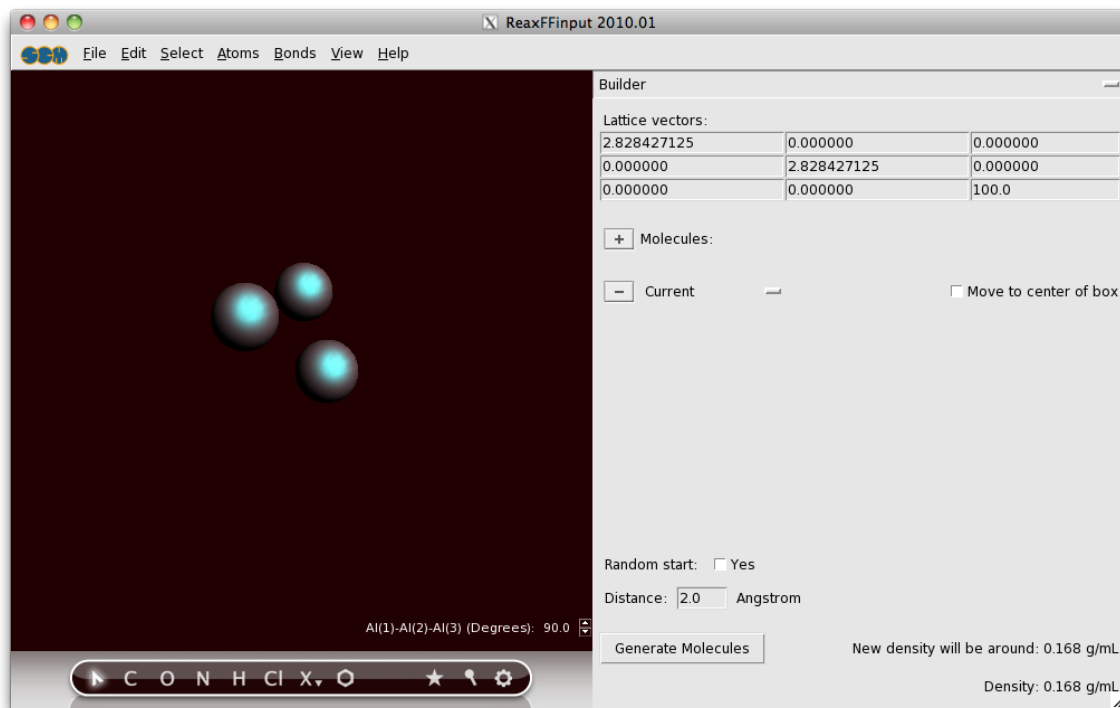 ReaxFFinput 2010.01
SCM File Edit Select Atoms Bonds View Help
Builder
Lattice vectors:
2.828427125 0.000000 0.000000
0.000000 2.828427125 0.000000
0.000000 0.000000 100.0
+ Molecules:
− Current Move to center of box
Random start: Yes
Distance: 2.0 Angstrom
Al(1)-Al(2)-Al(3) (Degrees): 90.0
Generate Molecules New density will be around: 0.168 g/mL
C O N H Cl X
Density: 0.168 g/mL